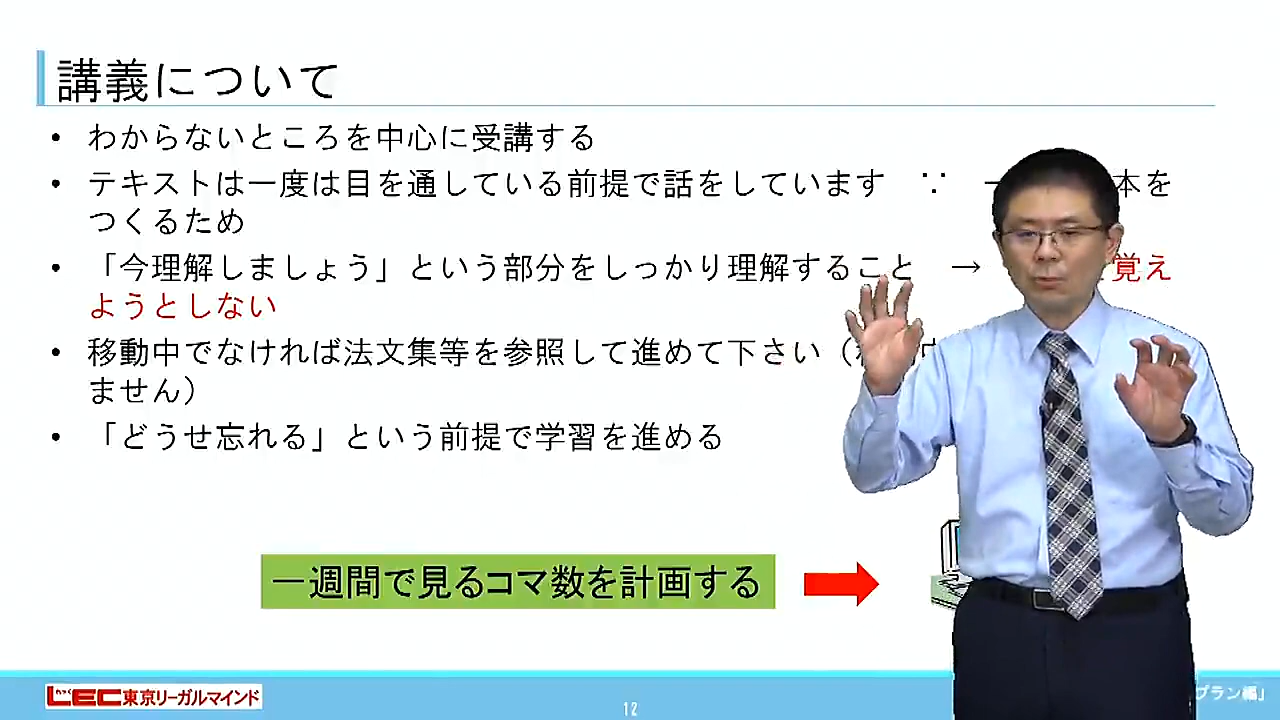 講義について
• わからないところを中心に受講する
• テキストは一度は目を通している前提で話をしています ∵ 本を
つくるため
• 「今理解しましょう」という部分をしっかり理解すること → 覚え
ようとしない
• 移動中でなければ法文集等を参照して進めて下さい（
ません）
• 「どうせ忘れる」という前提で学習を進める
一週間で見るコマ数を計画する
LEC東京リーガルマインド
12
プラン編」